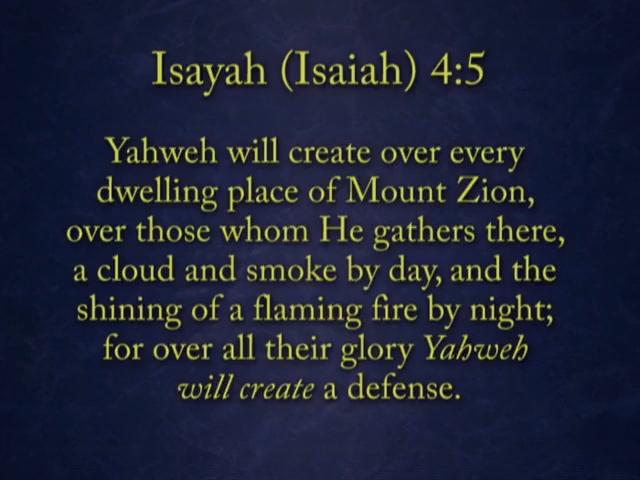 Isayah (Isaiah) 4:5
Yahweh will create over every
dwelling place of Mount Zion,
over those whom He gathers there,
a cloud and smoke by day, and the
shining of a flaming fire by night;
for over all their glory Yahweh
will create a defense.